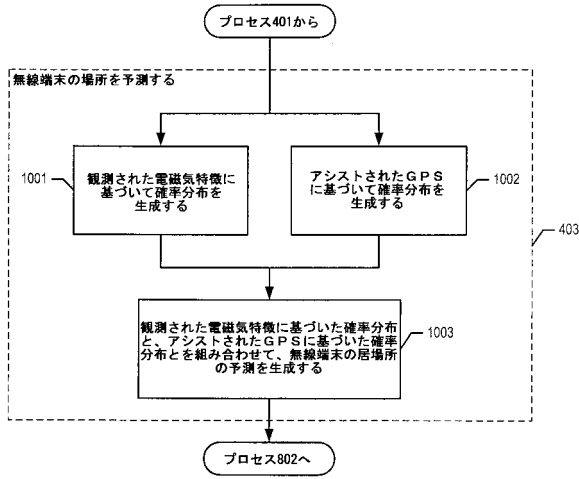 プロセス401から
無線端末の場所を予測する
1001
観測された電磁気特徴に
基づいて確率分布を
生成する
アシストされたGPS
に基づいて確率分布を
生成する
1002
403
観測された電磁気特徴に基づいた確率分布
と、アシストされたGPSに基づいた確率
分布とを組み合わせて、無線端末の居場所
の予測を生成する
1003
プロセス802へ